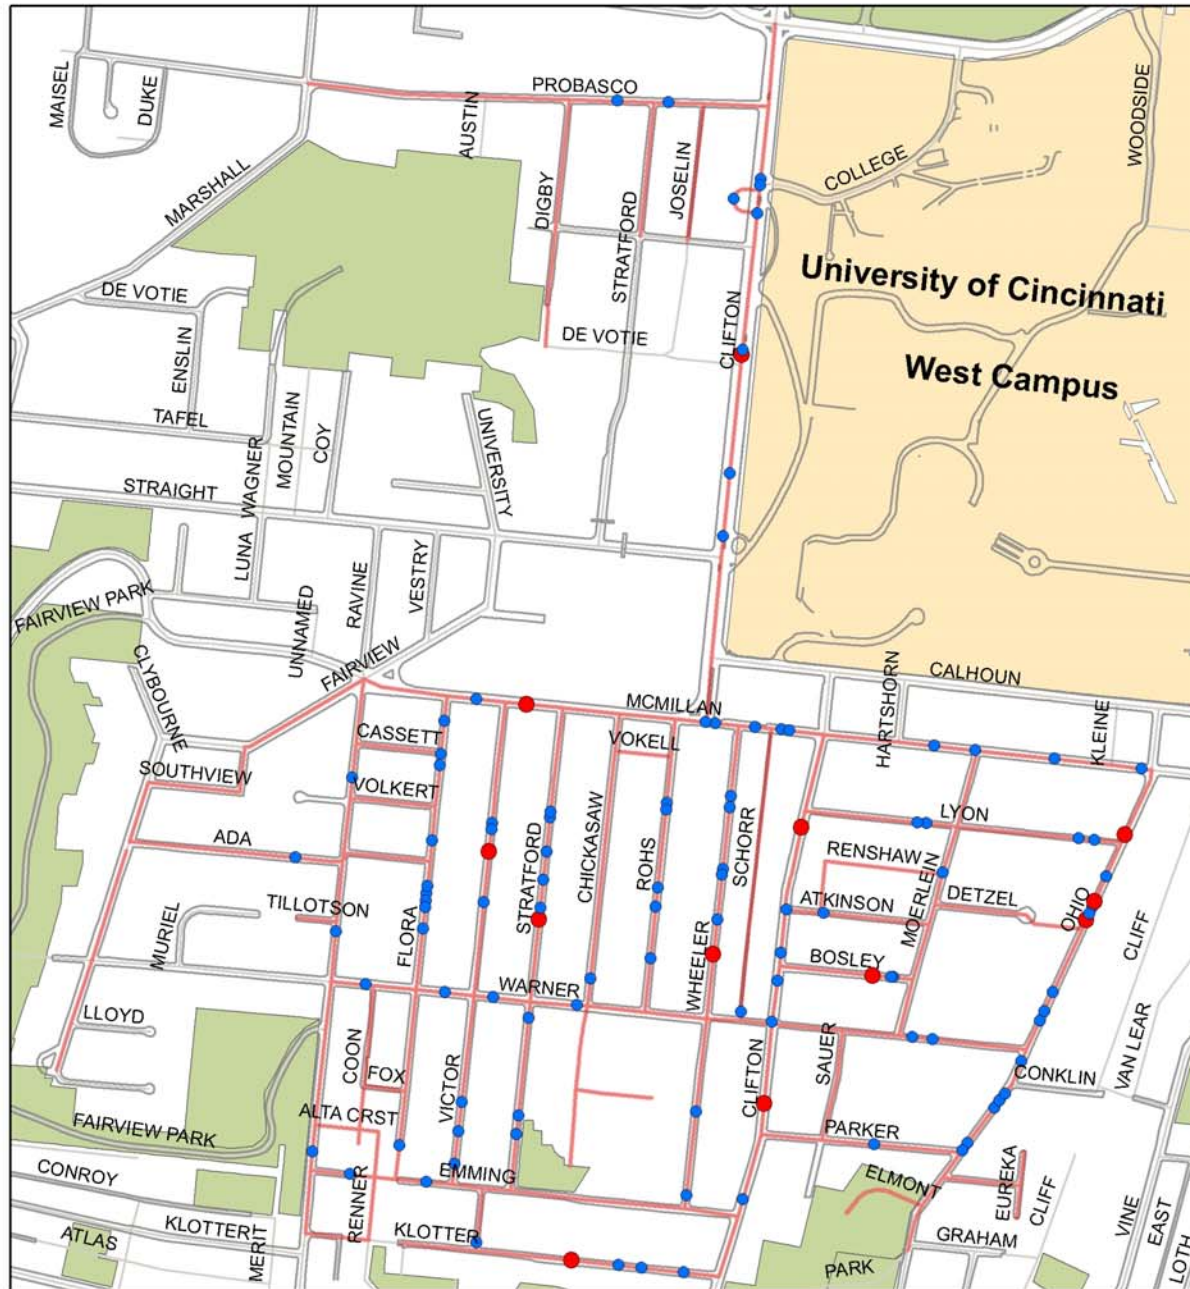 PROBASCO
MAISEL
DUKE
AUSTIN
WOODSIDE
MARSHALL
DIGBY
JOSELIN
COLLEGE
STRATFORD
University of Cincinnati
DE VOTIE
DE VOTIE
CLIFTON
ENSLIN
West Campus
TAFEL
MOUNTAIN
COY
WAGNER
UNIVERSITY
STRAIGHT
LUNA
VESTRY
RAVINE
FAIRVIEW PARK
UNNAMED
FAIRVIEW
CLYBOURNE
HARTSHORN
CALHOUN
MCMILLAN
KLEINE
CASSETT
VOKELL
SOUTHVIEW
VOLKERT
LYON
ADA
STRATFORD
CHICKASAW
ROHS
SCHORR
RENSHAW
MOERLEIN
DETZEL
OHIO
TILLOTSON
ATKINSON
MURIEL
FLORA
WHEELER
BOSLEY
CLIFF
WARNER
LLOYD
COON
VICTOR
SAUER
VAN LEAR
FOX
CLIFTON
CONKLIN
ALTA CRST
PARKER
FAIRVIEW PARK
EMMING
ELMONT
EUREKA
CONROY
RENNER
CLIFF
VINE
EAST
KLOTTER
MERIT
KLOTTER
GRAHAM
ATLAS
PARK
LOTH